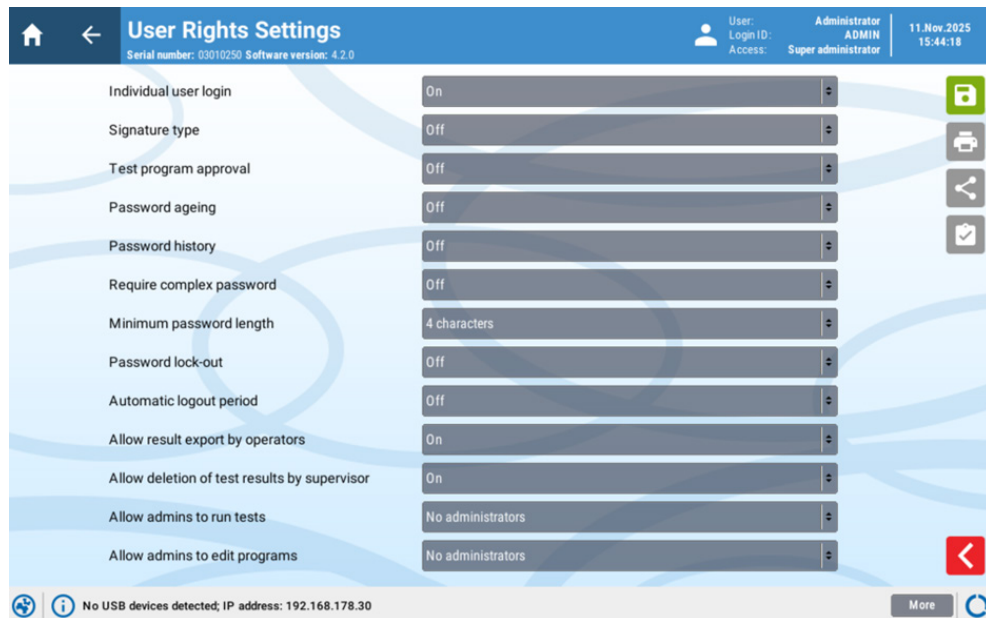 User Rights Settings
Serial number: 03010250 Software version: 4.2.0
User: Administrator
Login ID: ADMIN
Access: Super administrator
11.Nov.2025
15:44:18
Individual user login On
Signature type Off
Test program approval Off
Password ageing Off
Password history Off
Require complex password Off
Minimum password length 4 characters
Password lock-out Off
Automatic logout period Off
Allow result export by operators On
Allow deletion of test results by supervisor On
Allow admins to run tests No administrators
Allow admins to edit programs No administrators
No USB devices detected; IP address: 192.168.178.30
More